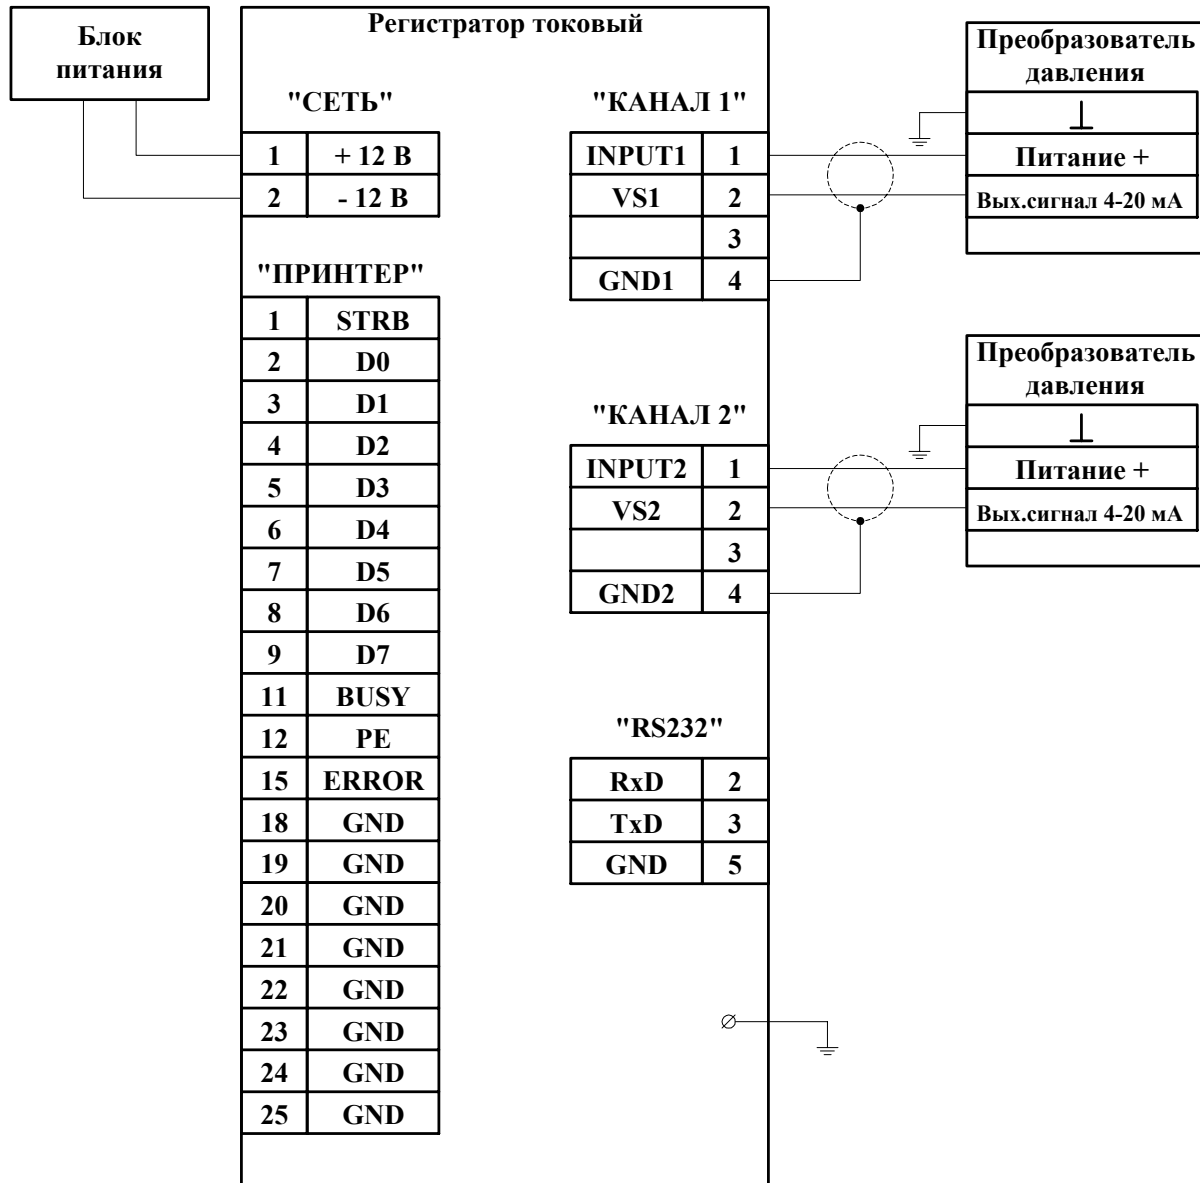 Блок
питания
Регистратор токовый
"СЕТЬ"
1 + 12 В
2 - 12 В
"ПРИНТЕР"
1 STRB
2 D0
3 D1
4 D2
5 D3
6 D4
7 D5
8 D6
9 D7
11 BUSY
12 PE
15 ERROR
18 GND
19 GND
20 GND
21 GND
22 GND
23 GND
24 GND
25 GND
"КАНАЛ 1"
INPUT1 1
VS1 2
3
GND1 4
"КАНАЛ 2"
INPUT2 1
VS2 2
3
GND2 4
"RS232"
RxD 2
TxD 3
GND 5
Преобразователь
давления
Питание +
Вых.сигнал 4-20 мА
Преобразователь
давления
Питание +
Вых.сигнал 4-20 мА